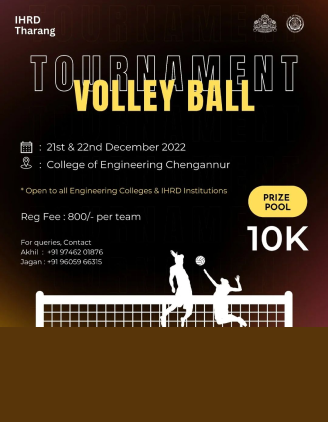 IHRD
Tharang
TOURNAMENT
VOLLEY BALL
: 21st & 22nd December 2022
: College of Engineering Chengannur
* Open to all Engineering Colleges & IHRD Institutions
PRIZE
POOL
Reg Fee : 800/- per team
10K
For queries, Contact
Akhil : +91 97462 01876
Jagan : +91 96059 66315